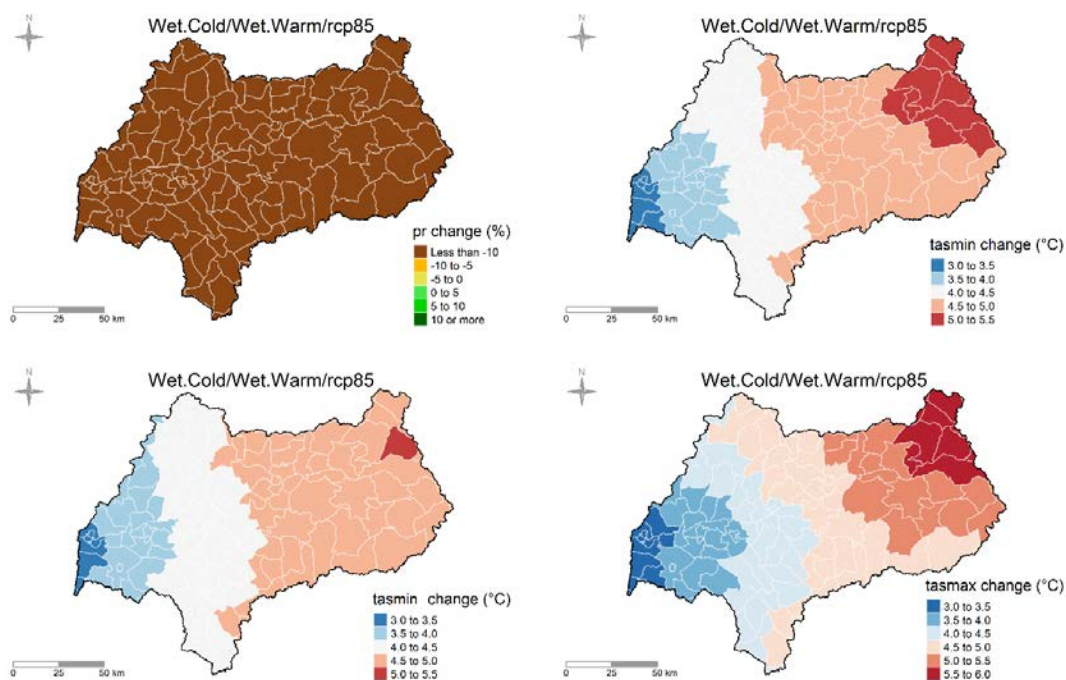 Wet.Cold/Wet.Warm/rcp85
pr change (%)
Less than -10
-10 to -5
-5 to 0
0 to 5
5 to 10
10 or more
0 25 50 km
Wet.Cold/Wet.Warm/rcp85
tasmin change (°C)
3.0 to 3.5
3.5 to 4.0
4.0 to 4.5
4.5 to 5.0
5.0 to 5.5
0 25 50 km
Wet.Cold/Wet.Warm/rcp85
tasmin change (°C)
3.0 to 3.5
3.5 to 4.0
4.0 to 4.5
4.5 to 5.0
5.0 to 5.5
0 25 50 km
Wet.Cold/Wet.Warm/rcp85
tasmax change (°C)
3.0 to 3.5
3.5 to 4.0
4.0 to 4.5
4.5 to 5.0
5.0 to 5.5
5.5 to 6.0
0 25 50 km